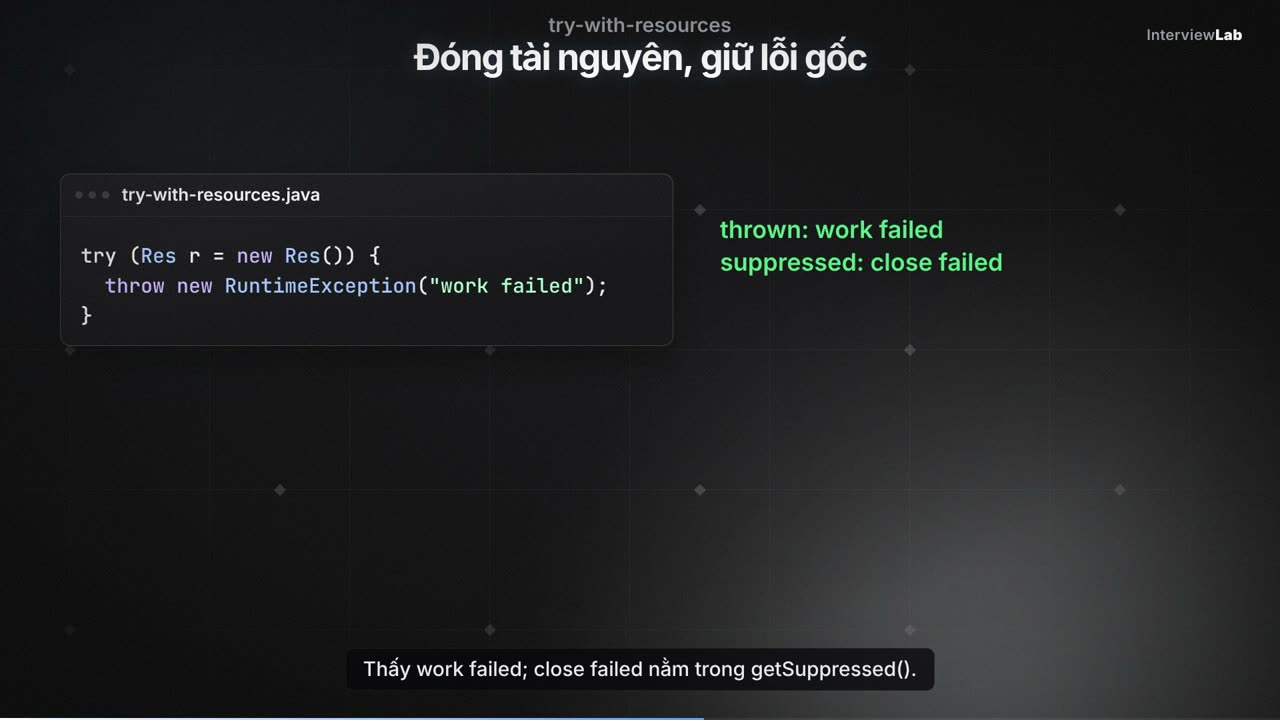 try-with-resources
Đóng tài nguyên, giữ lỗi gốc
InterviewLab
try-with-resources.java
try (Res r = new Res()) {
  throw new RuntimeException("work failed");
}
thrown: work failed
suppressed: close failed
Thấy work failed; close failed nằm trong getSuppressed().